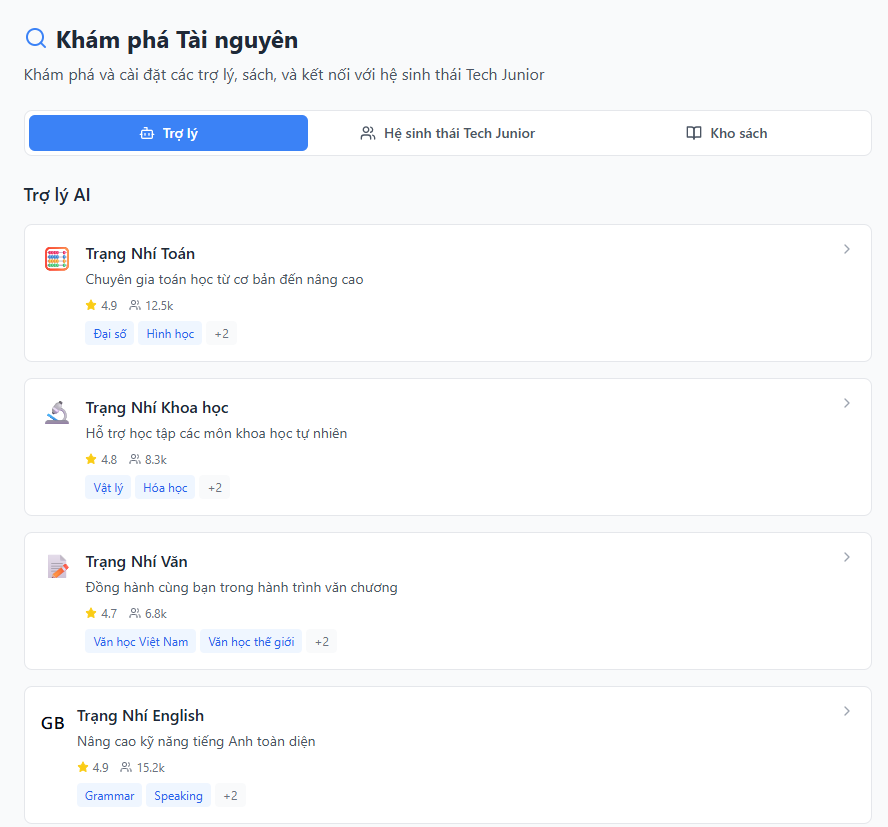 Khám phá Tài nguyên
Khám phá và cài đặt các trợ lý, sách, và kết nối với hệ sinh thái Tech Junior
Trợ lý
Hệ sinh thái Tech Junior
Kho sách
Trợ lý AI
Trạng Nhí Toán
Chuyên gia toán học từ cơ bản đến nâng cao
4.9 12.5k
Đại số Hình học +2
Trạng Nhí Khoa học
Hỗ trợ học tập các môn khoa học tự nhiên
4.8 8.3k
Vật lý Hóa học +2
Trạng Nhí Văn
Đồng hành cùng bạn trong hành trình văn chương
4.7 6.8k
Văn học Việt Nam Văn học thế giới +2
GB Trạng Nhí English
Nâng cao kỹ năng tiếng Anh toàn diện
4.9 15.2k
Grammar Speaking +2